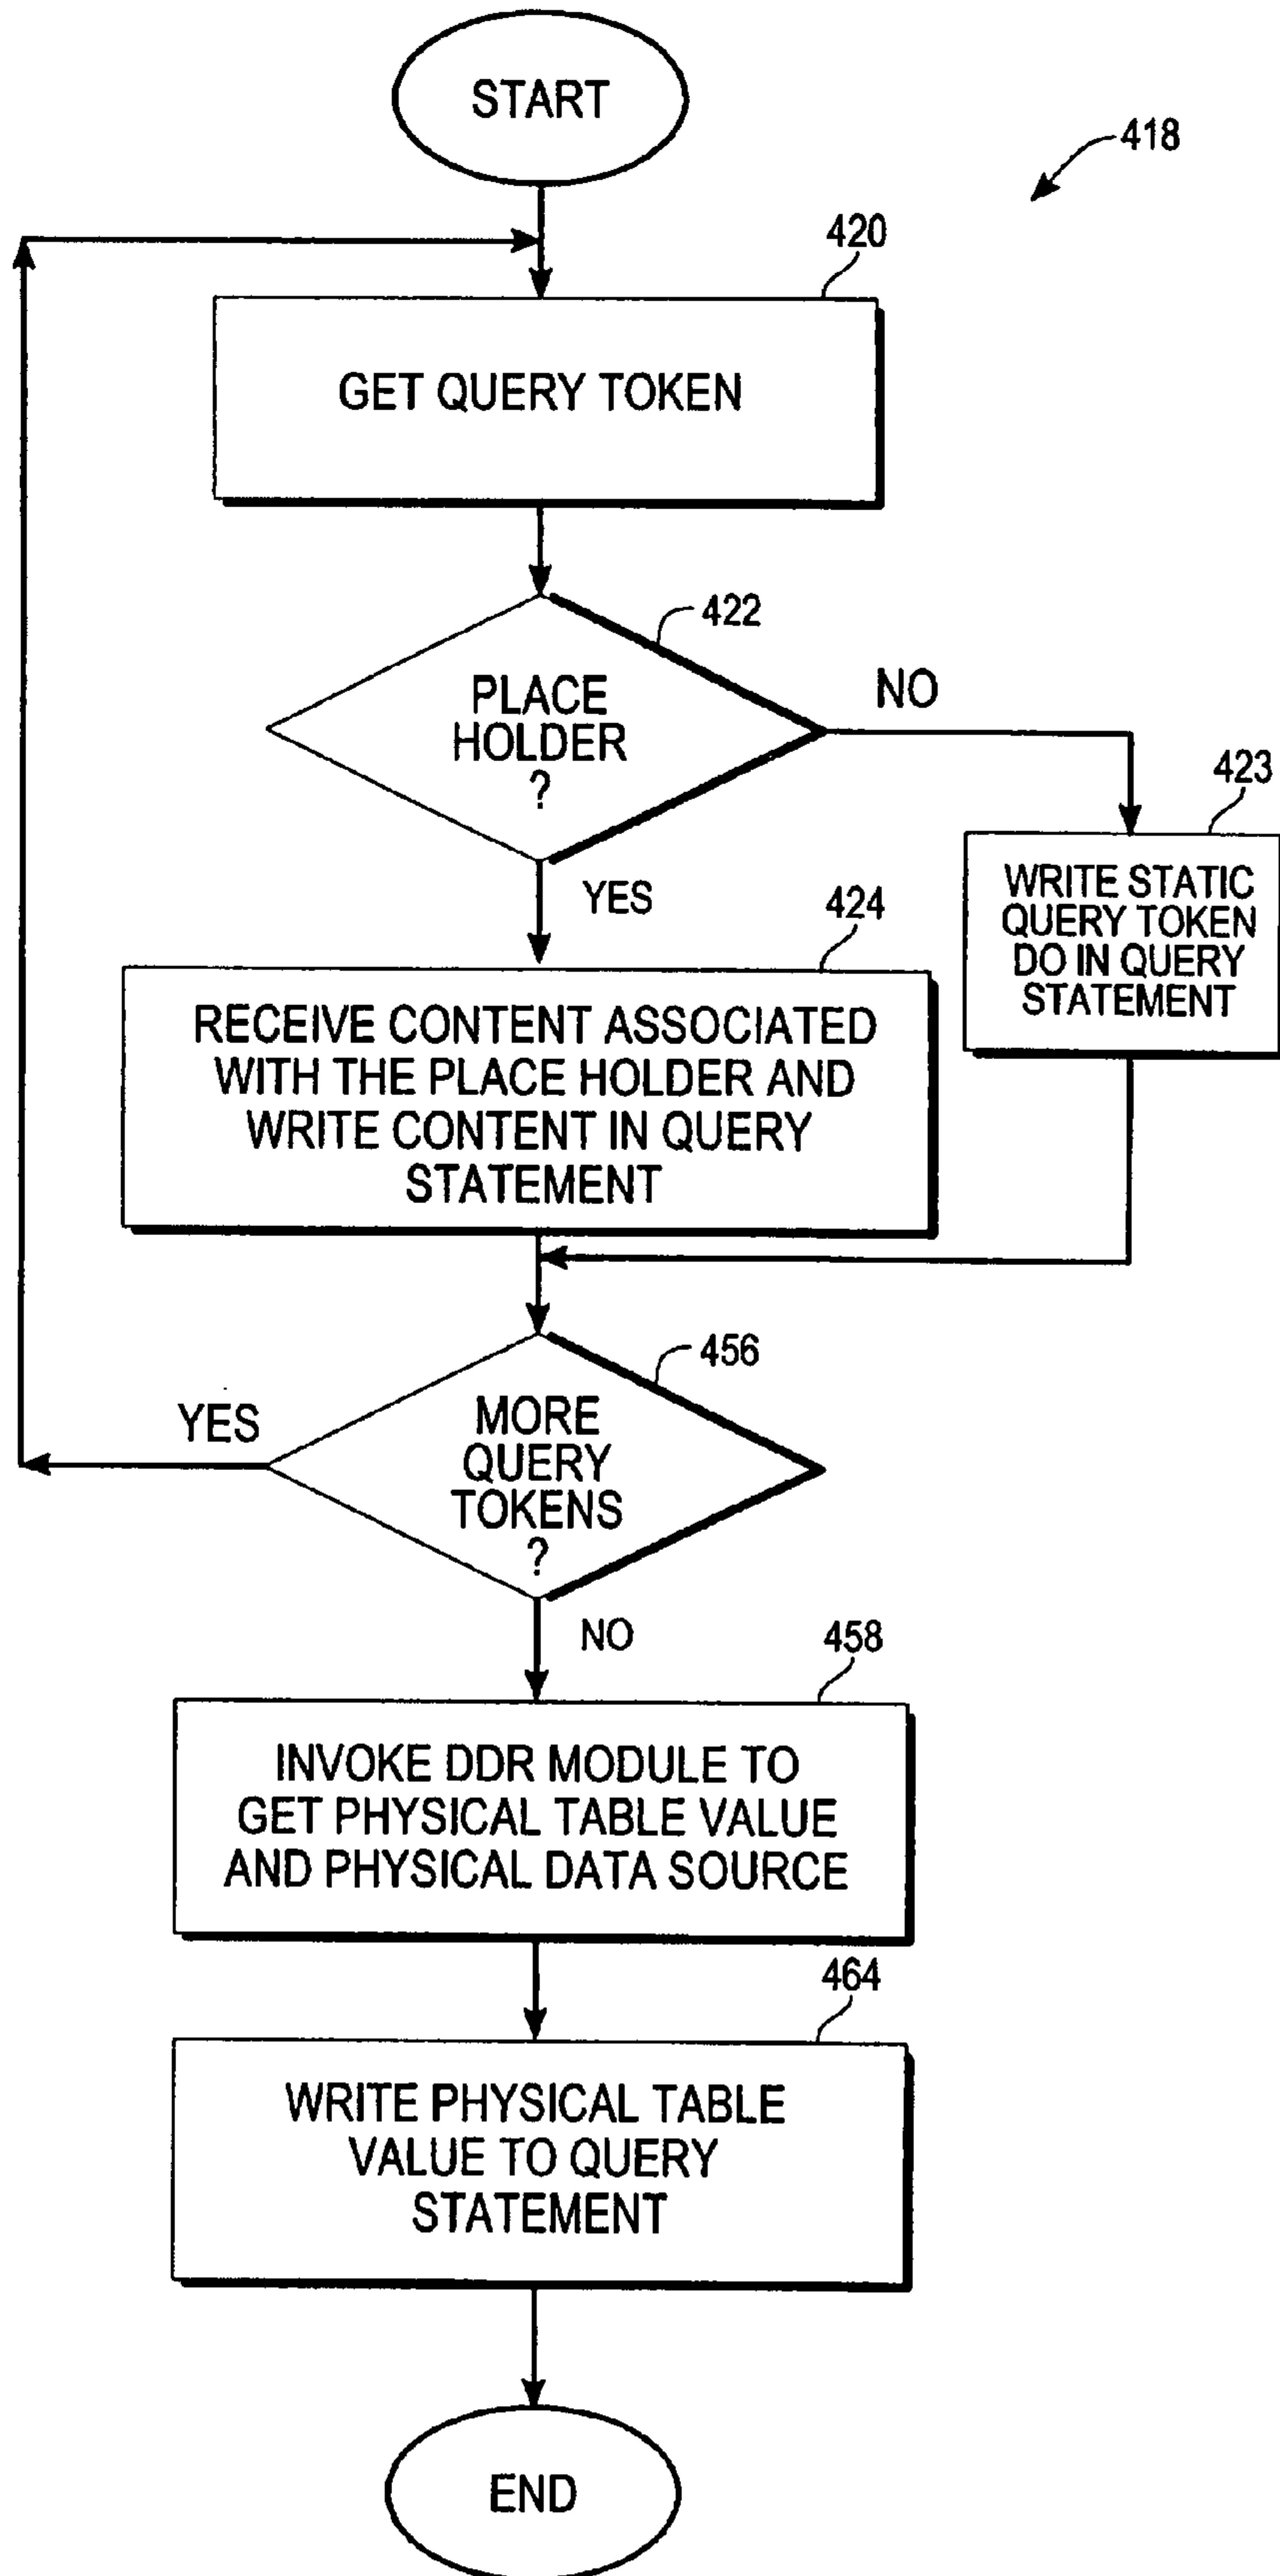 START
418
420
GET QUERY TOKEN
422
PLACE
HOLDER
?
NO
423
WRITE STATIC
QUERY TOKEN
DO IN QUERY
STATEMENT
YES
424
RECEIVE CONTENT ASSOCIATED
WITH THE PLACE HOLDER AND
WRITE CONTENT IN QUERY
STATEMENT
456
YES
MORE
QUERY
TOKENS
?
NO
458
INVOKE DDR MODULE TO
GET PHYSICAL TABLE VALUE
AND PHYSICAL DATA SOURCE
464
WRITE PHYSICAL TABLE
VALUE TO QUERY
STATEMENT
END